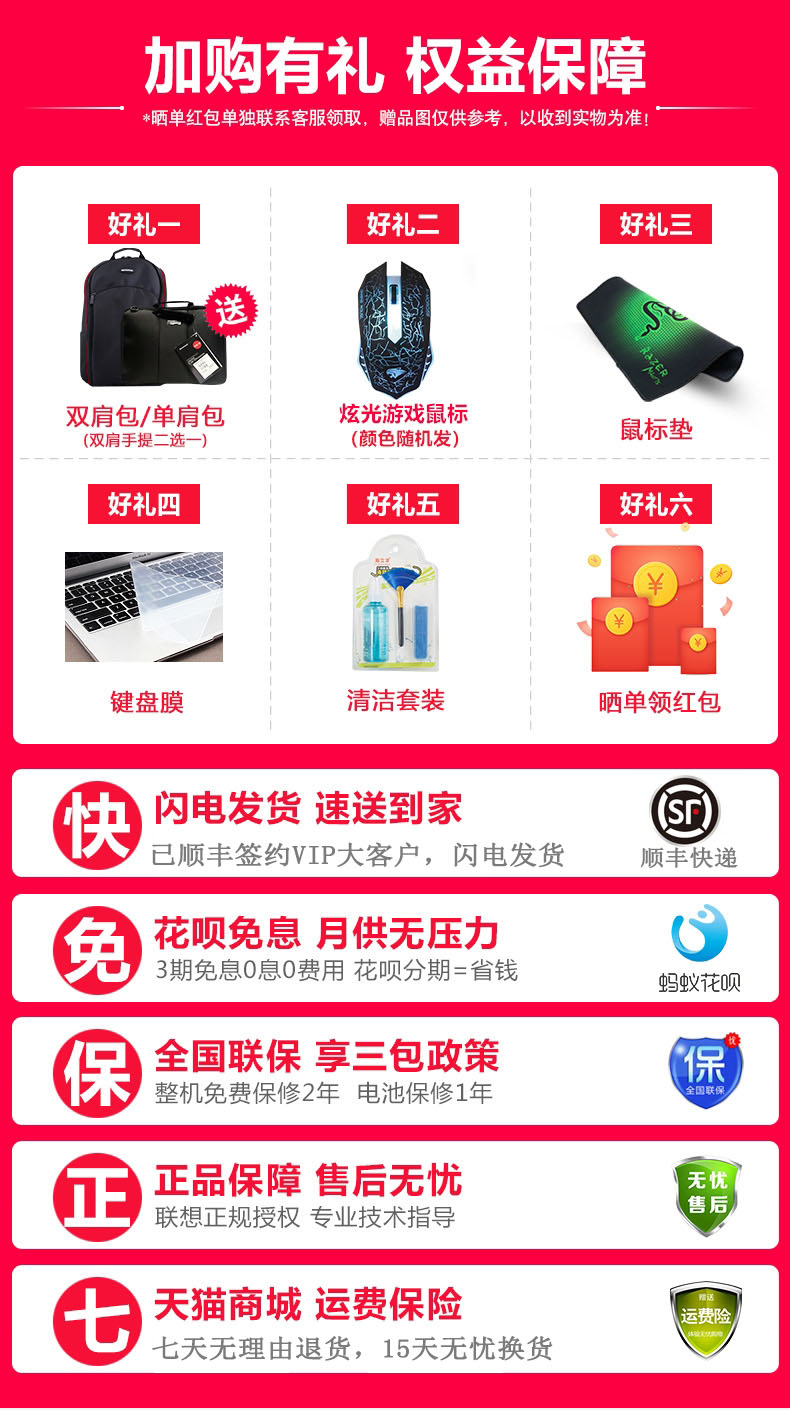 加购有礼 权益保障
*晒单红包单独联系客服领取，赠品图仅供参考，以收到实物为准!
好礼一
好礼二
好礼三
送
RAZER
双肩包/单肩包
(双肩手提二选一)
炫光游戏鼠标
(颜色随机发)
鼠标垫
好礼四
好礼五
好礼六
¥
¥
¥
键盘膜
清洁套装
晒单领红包
快
闪电发货 速送到家
已顺丰签约VIP大客户，闪电发货
SF
顺丰快递
免
花呗免息 月供无压力
3期免息0息0费用 花呗分期=省钱
蚂蚁花呗
保
全国联保 享三包政策
整机免费保修2年 电池保修1年
优
保
全国联保
正
正品保障 售后无忧
联想正规授权 专业技术指导
无忧
售后
七
天猫商城 运费保险
七天无理由退货，15天无忧换货
赠送
运费险
体验无忧购物